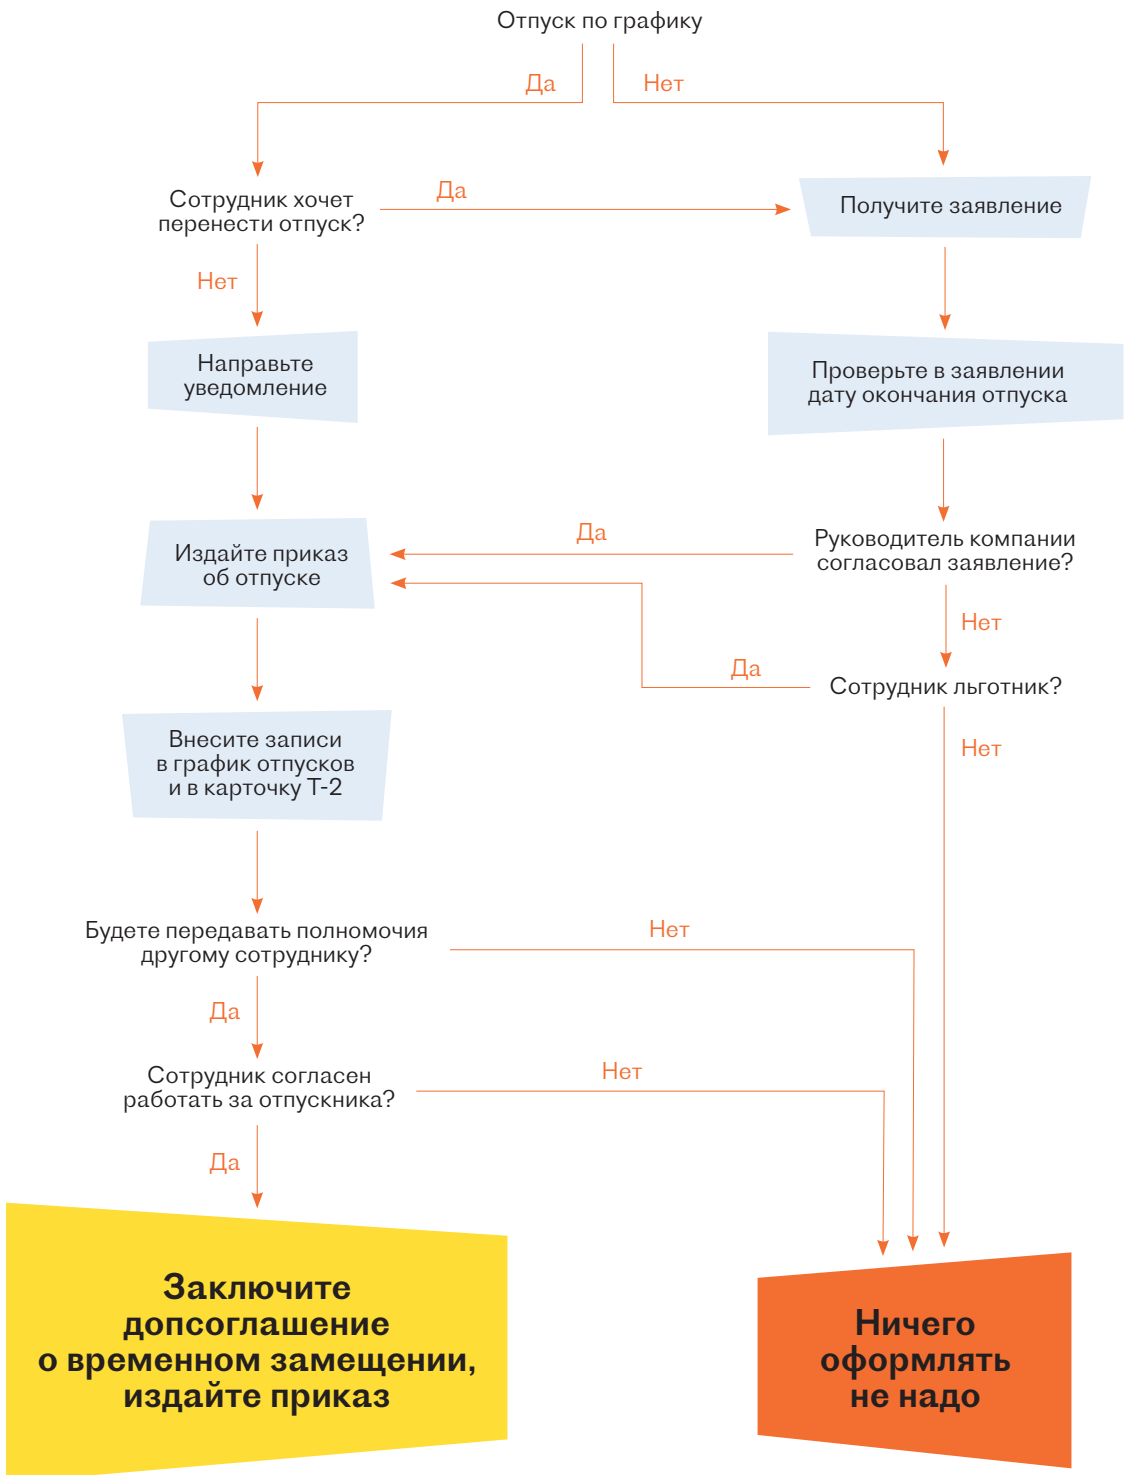 Отпуск по графику
Да
Нет
Сотрудник хочет
перенести отпуск?
Да
Получите заявление
Нет
Направьте
уведомление
Проверьте в заявлении
дату окончания отпуска
Издайте приказ
об отпуске
Да
Руководитель компании
согласовал заявление?
Нет
Да
Сотрудник льготник?
Внесите записи
в график отпусков
и в карточку Т-2
Нет
Будете передавать полномочия
другому сотруднику?
Нет
Да
Сотрудник согласен
работать за отпускника?
Нет
Да
Заключите
допсоглашение
о временном замещении,
издайте приказ
Ничего
оформлять
не надо